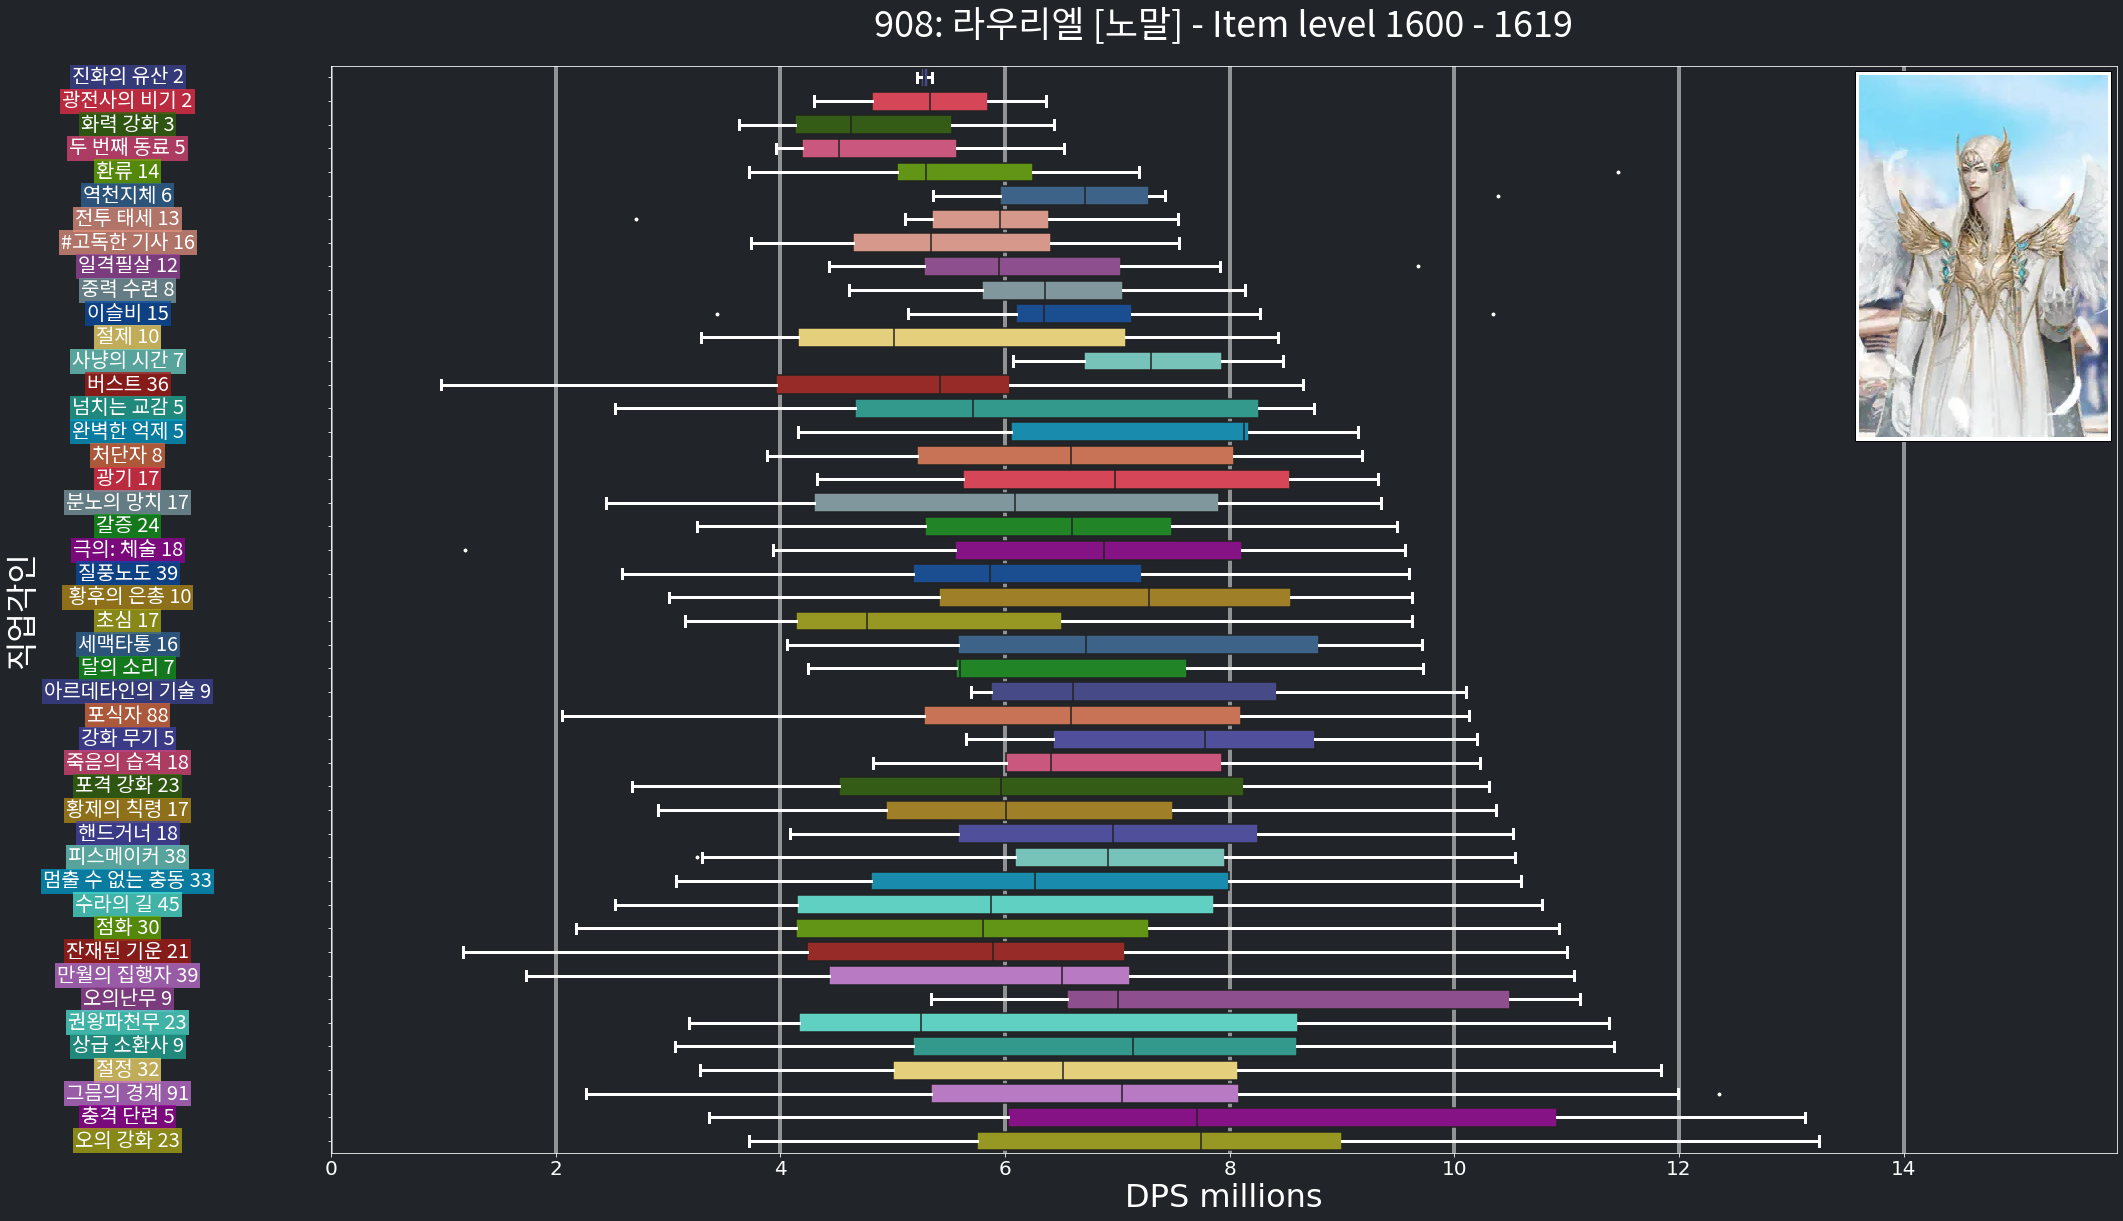 908: 라우리엘 [노말] - Item level 1600 - 1619
진화의 유산 2
광전사의 비기 2
화력 강화 3
두 번째 동료 5
환류 14
역천지체 6
전투 태세 13
#고독한 기사 16
일격필살 12
중력 수련 8
이슬비 15
절제 10
사냥의 시간 7
버스트 36
넘치는 교감 5
완벽한 억제 5
처단자 8
광기 17
분노의 망치 17
갈증 24
극의: 체술 18
질풍노도 39
황후의 은총 10
초심 17
세맥타통 16
달의 소리 7
아르데타인의 기술 9
포식자 88
강화 무기 5
죽음의 습격 18
포격 강화 23
황제의 칙령 17
핸드거너 18
피스메이커 38
멈출 수 없는 충동 33
수라의 길 45
점화 30
잔재된 기운 21
만월의 집행자 39
오의난무 9
권왕파천무 23
상급 소환사 9
절정 32
그믐의 경계 91
충격 단련 5
오의 강화 23
직업각인
0 2 4 6 8 10 12 14
DPS millions